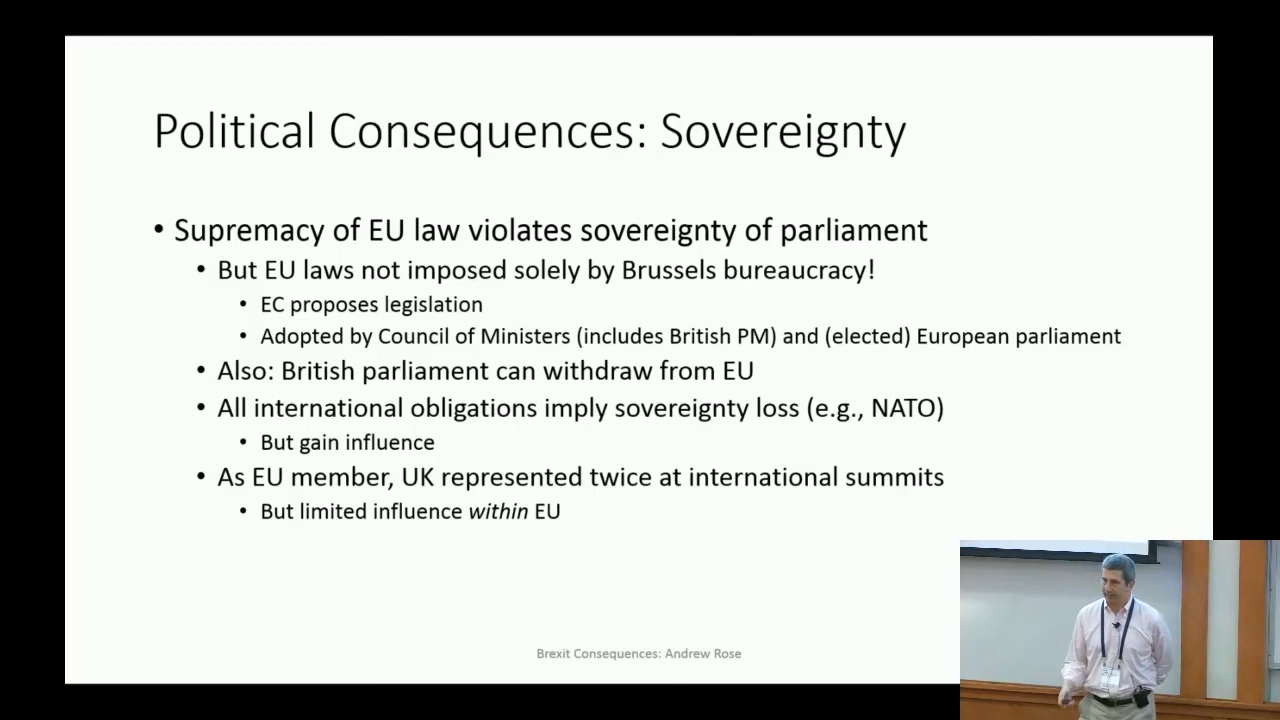 Political Consequences: Sovereignty
• Supremacy of EU law violates sovereignty of parliament
• But EU laws not imposed solely by Brussels bureaucracy!
• EC proposes legislation
• Adopted by Council of Ministers (includes British PM) and (elected) European parliament
• Also: British parliament can withdraw from EU
• All international obligations imply sovereignty loss (e.g., NATO)
• But gain influence
• As EU member, UK represented twice at international summits
• But limited influence within EU
Brexit Consequences: Andrew Rose